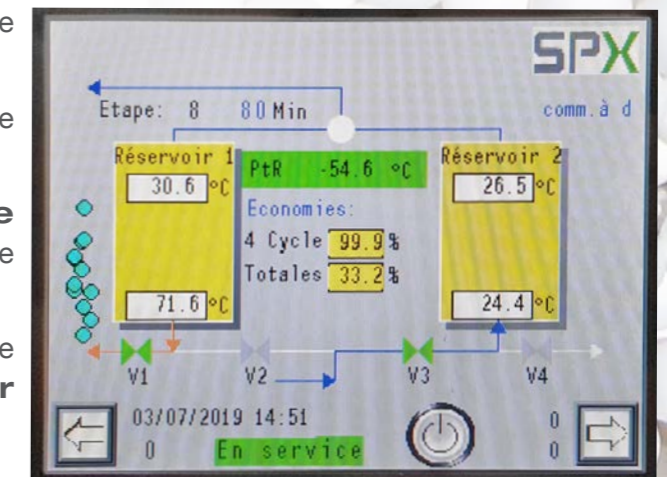 e
SPX
Etape: 8 80 Min comm.à d
e
Réservoir 1 PtR -54.6 °C Réservoir 2
30.6 °C 26.5 °C
Economies:
e
4 Cycle 99.9 %
e
Totales 33.2 %
71.6 °C 24.4 °C
e
V1 V2 V3 V4
r
03/07/2019 14:51 0
0 En service 0